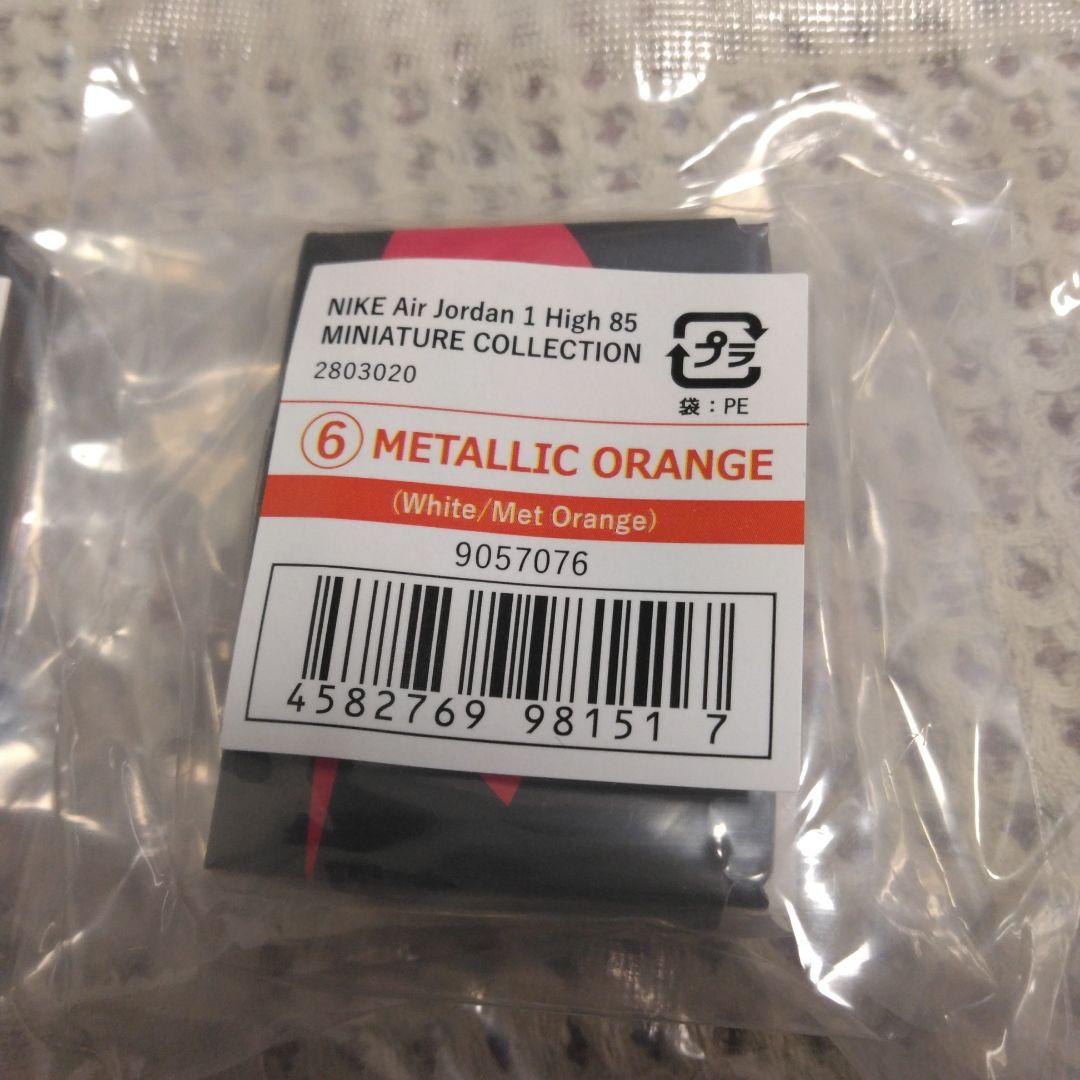 NIKE Air Jordan 1 High 85
MINIATURE COLLECTION
2803020
プラ
袋：PE
⑥ METALLIC ORANGE
(White/Met Orange)
9057076
4582769 98151 7